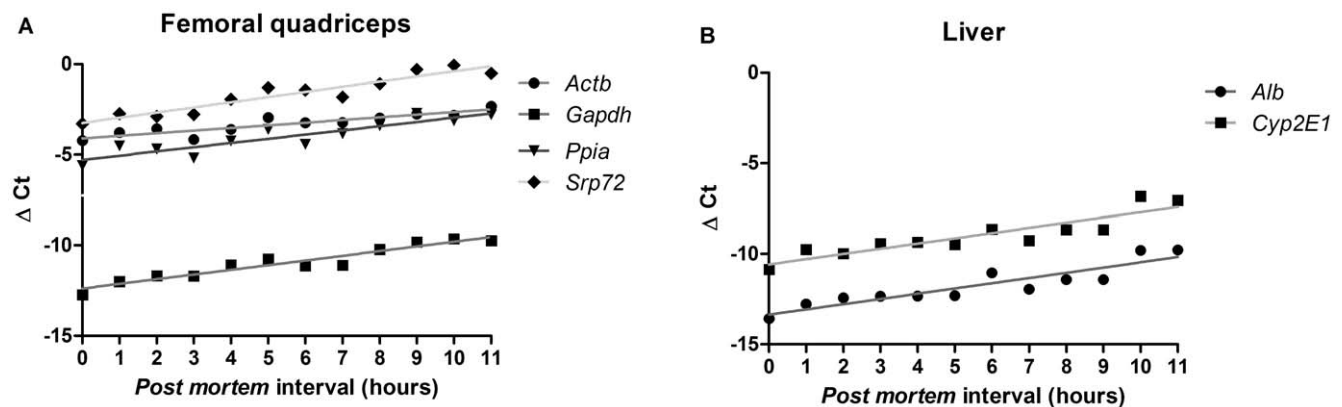 A
Femoral quadriceps
0
-5
-10
-15
Δ Ct
0 1 2 3 4 5 6 7 8 9 10 11
Post mortem interval (hours)
Actb
Gapdh
Ppia
Srp72
B
Liver
0
-5
-10
-15
Δ Ct
0 1 2 3 4 5 6 7 8 9 10 11
Post mortem interval (hours)
Alb
Cyp2E1